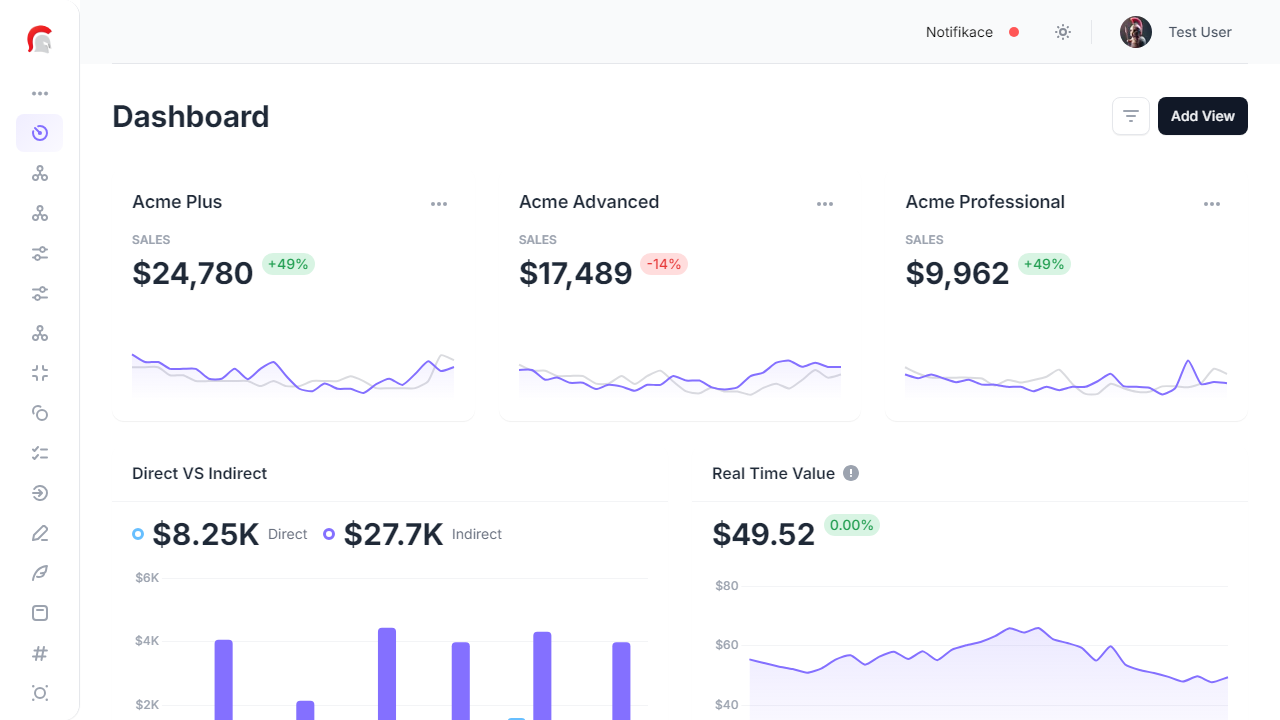 Notifikace
Test User
Dashboard
Add View
Acme Plus
SALES
$24,780 +49%
Acme Advanced
SALES
$17,489 -14%
Acme Professional
SALES
$9,962 +49%
Direct VS Indirect
$8.25K Direct $27.7K Indirect
$6K
$4K
$2K
Real Time Value
$49.52 0.00%
$80
$60
$40